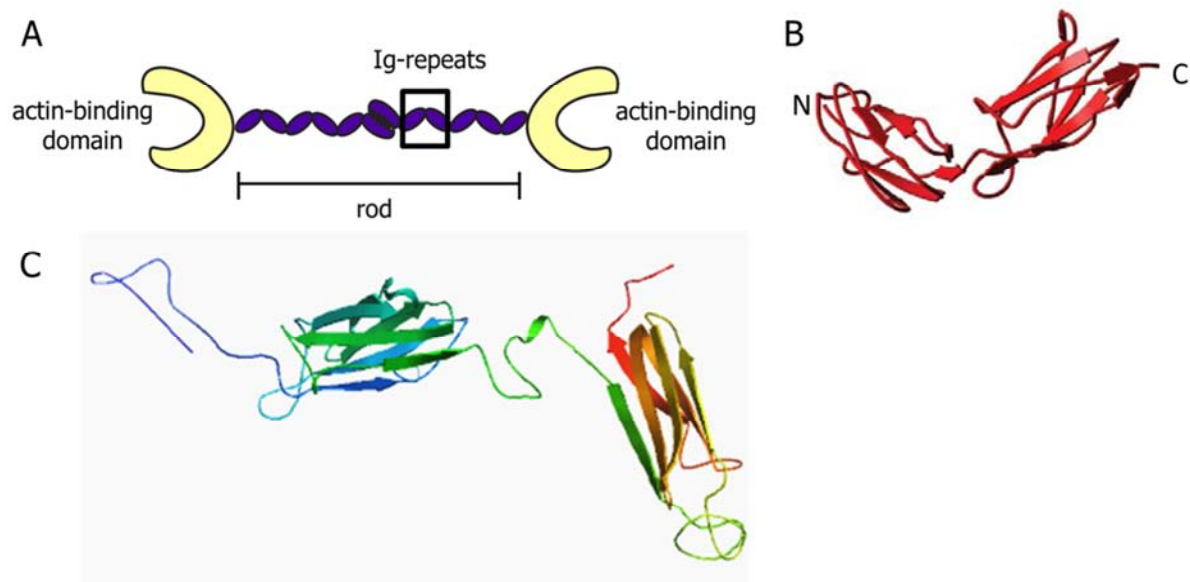 A
Ig-repeats
actin-binding
domain
actin-binding
domain
rod
B
N
C
C